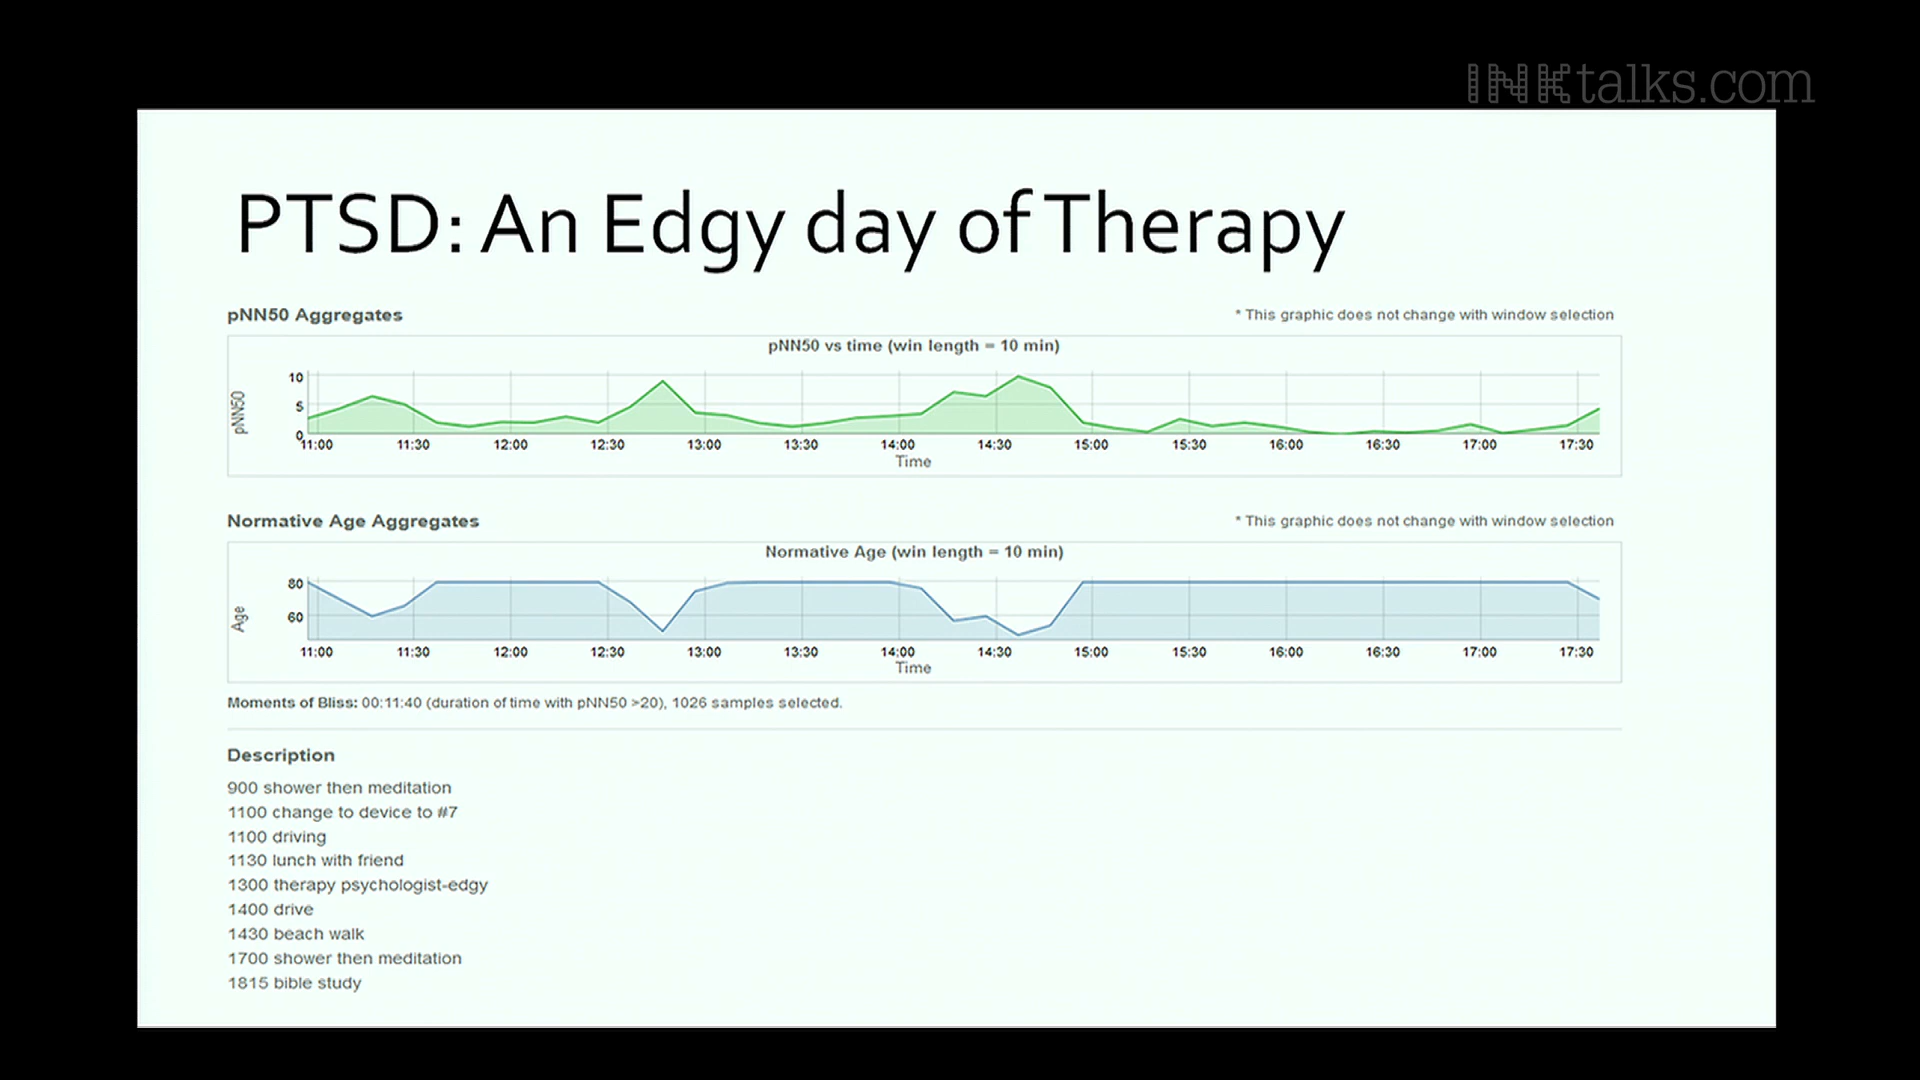 INKtalks.com
PTSD: An Edgy day of Therapy
pNN50 Aggregates * This graphic does not change with window selection
pNN50 vs time (win length = 10 min)
pNN50
10
5
0
11:00 11:30 12:00 12:30 13:00 13:30 14:00 14:30 15:00 15:30 16:00 16:30 17:00 17:30
Time
Normative Age Aggregates * This graphic does not change with window selection
Normative Age (win length = 10 min)
Age
80
60
11:00 11:30 12:00 12:30 13:00 13:30 14:00 14:30 15:00 15:30 16:00 16:30 17:00 17:30
Time
Moments of Bliss: 00:11:40 (duration of time with pNN50 >20), 1026 samples selected.
Description
900 shower then meditation
1100 change to device to #7
1100 driving
1130 lunch with friend
1300 therapy psychologist-edgy
1400 drive
1430 beach walk
1700 shower then meditation
1815 bible study